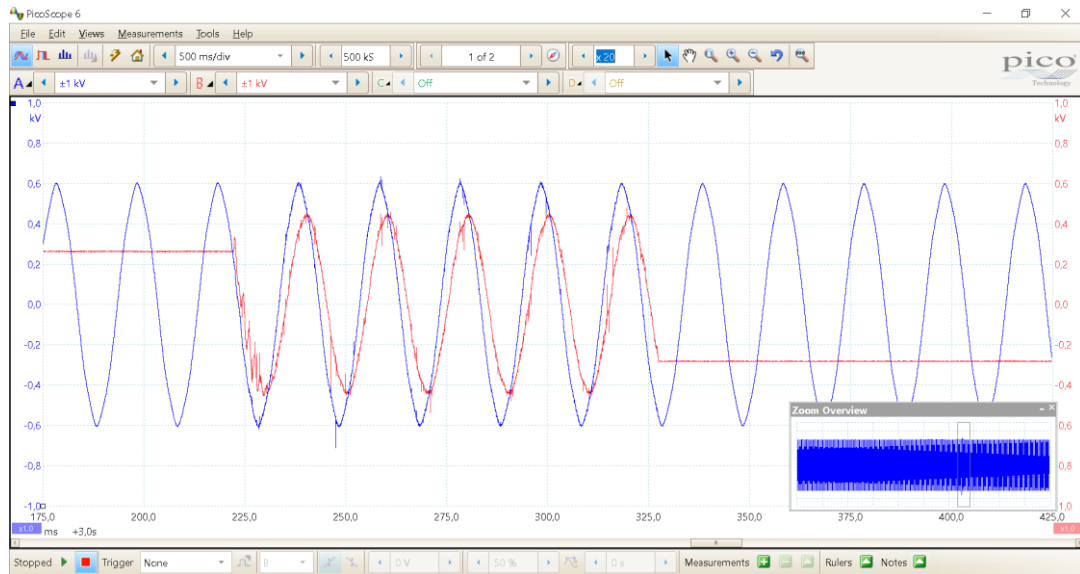 PicoScope 6
File Edit Views Measurements Tools Help
500 ms/div 500 kS 1 of 2 x 20
pico
Technology
A ±1 kV B ±1 kV C Off D Off
1,0 1,0
kV kV
0,8 0,8
0,6 0,6
0,4 0,4
0,2 0,2
0,0 0,0
-0,2 -0,2
-0,4 -0,4
Zoom Overview
-0,6 0,6
-0,8 0,8
-1,0 1,0
175,0 200,0 225,0 250,0 275,0 300,0 325,0 350,0 375,0 400,0 425,0
x1.0 ms +3,0s x1.0
Stopped Trigger None B 0 V 50 % 0 s Measurements Rulers Notes